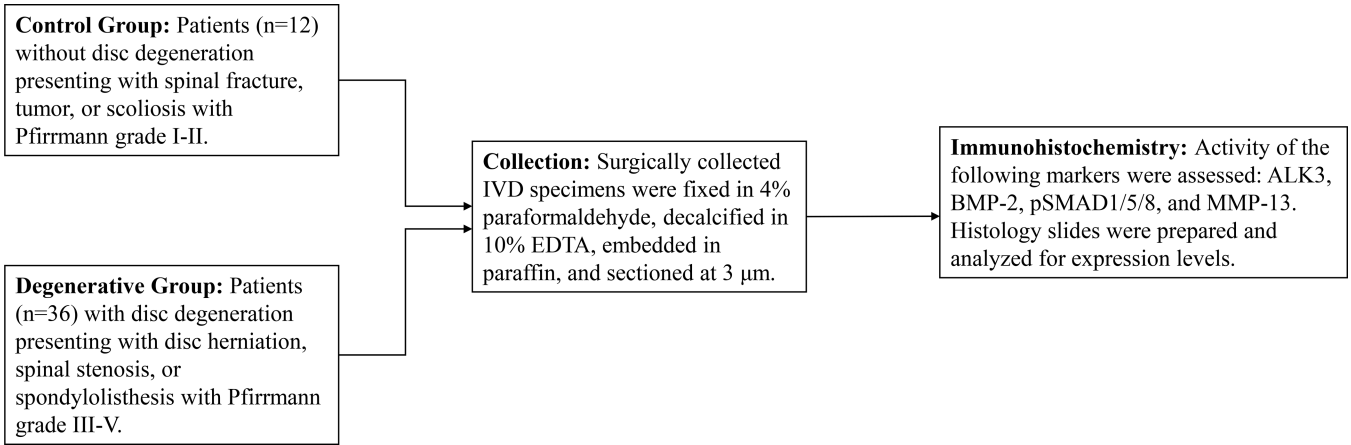 Control Group: Patients (n=12)
without disc degeneration
presenting with spinal fracture,
tumor, or scoliosis with
Pfirrmann grade I-II.
Degenerative Group: Patients
(n=36) with disc degeneration
presenting with disc herniation,
spinal stenosis, or
spondylolisthesis with Pfirrmann
grade III-V.
Collection: Surgically collected
IVD specimens were fixed in 4%
paraformaldehyde, decalcified in
10% EDTA, embedded in
paraffin, and sectioned at 3 μm.
Immunohistochemistry: Activity of the
following markers were assessed: ALK3,
BMP-2, pSMAD1/5/8, and MMP-13.
Histology slides were prepared and
analyzed for expression levels.